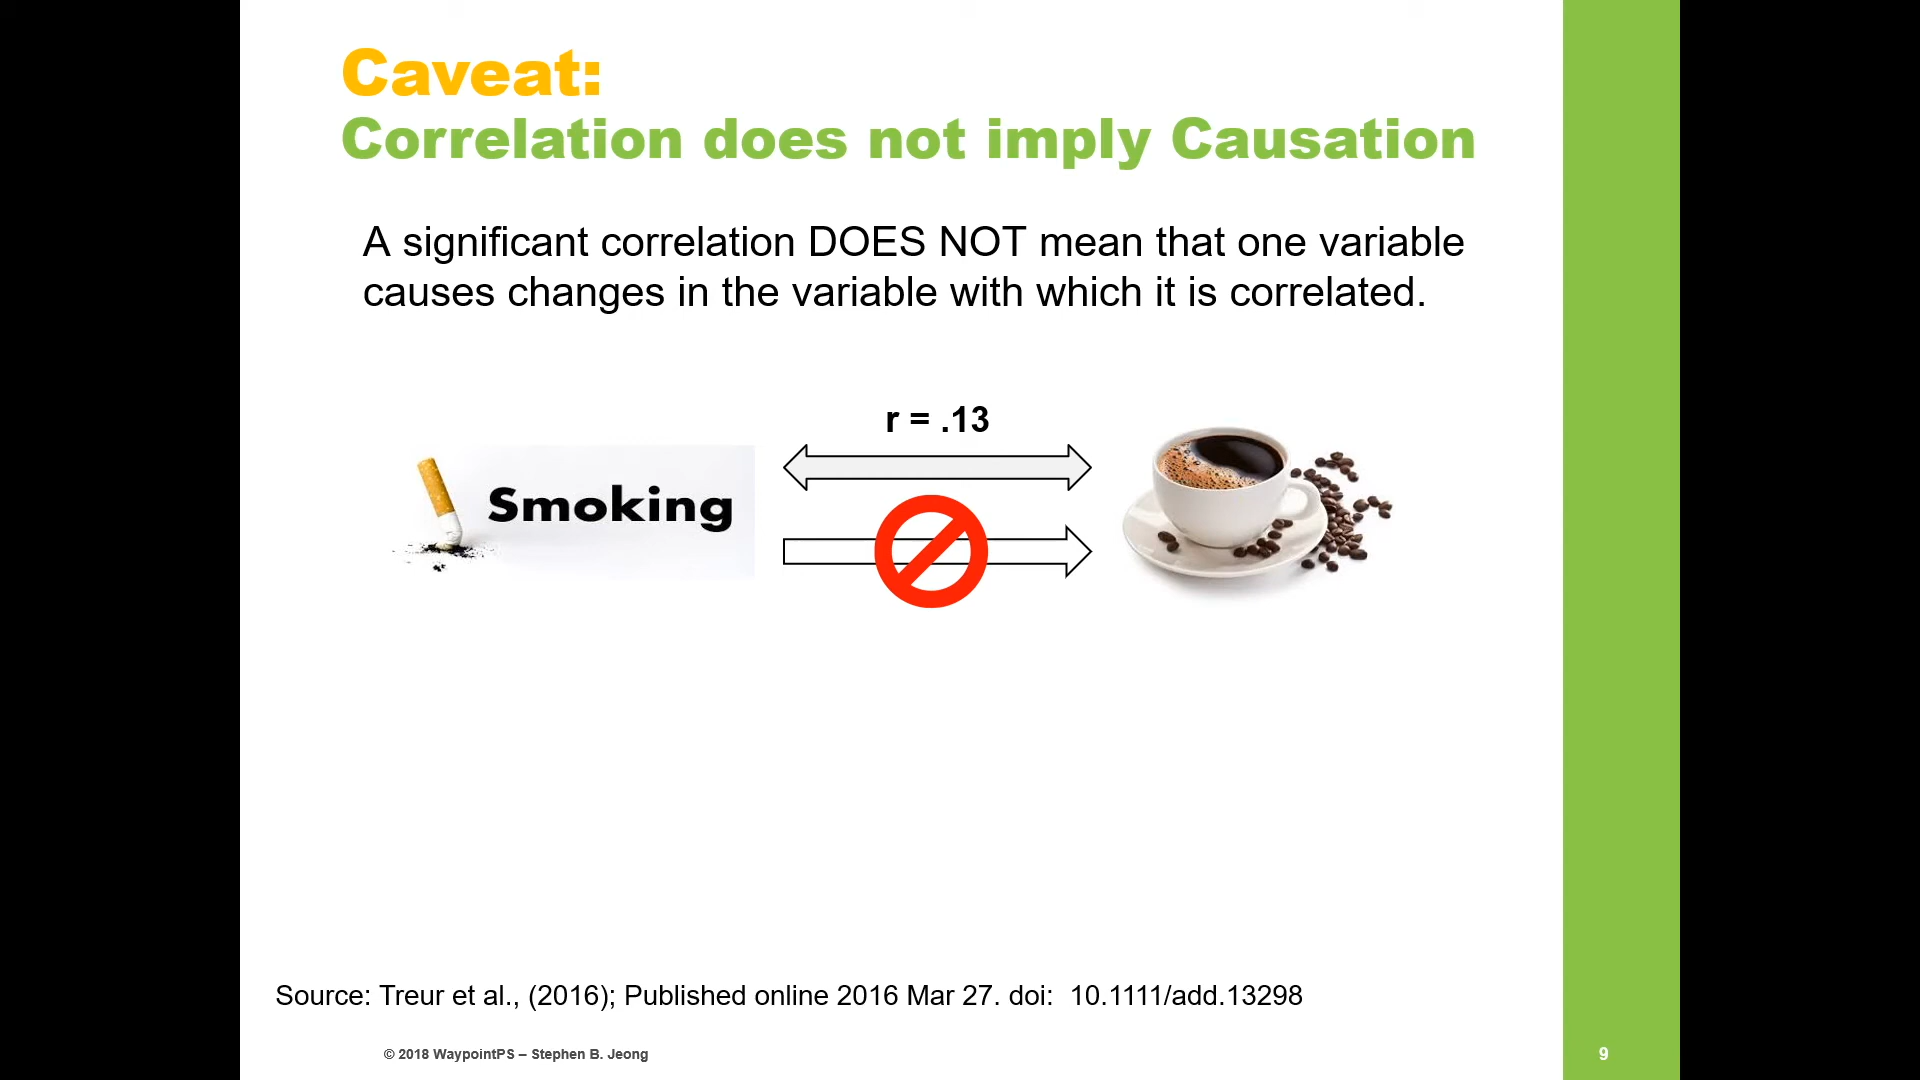 Caveat:
Correlation does not imply Causation
A significant correlation DOES NOT mean that one variable
causes changes in the variable with which it is correlated.
r = .13
Smoking
Source: Treur et al., (2016); Published online 2016 Mar 27. doi:  10.1111/add.13298
© 2018 WaypointPS – Stephen B. Jeong
9